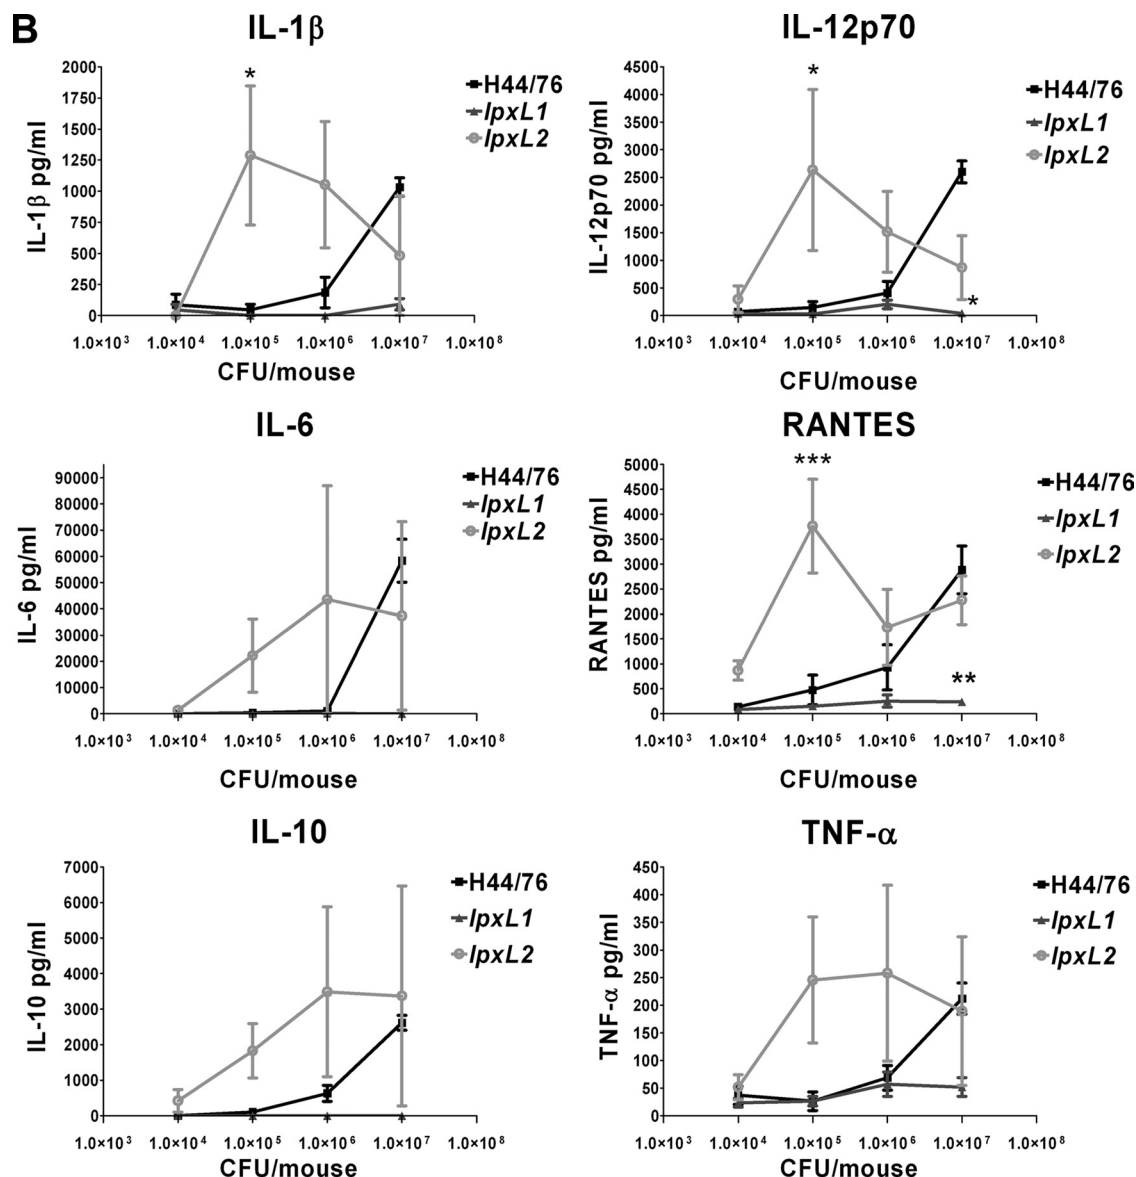 B
IL-1β
*
2000
1750
1500
1250
1000
750
500
250
0
IL-1β pg/ml
H44/76
lpxL1
lpxL2
1.0×10³ 1.0×10⁴ 1.0×10⁵ 1.0×10⁶ 1.0×10⁷ 1.0×10⁸
CFU/mouse
IL-12p70
*
4500
4000
3500
3000
2500
2000
1500
1000
500
0
IL-12p70 pg/ml
H44/76
lpxL1
lpxL2
*
1.0×10³ 1.0×10⁴ 1.0×10⁵ 1.0×10⁶ 1.0×10⁷ 1.0×10⁸
CFU/mouse
IL-6
90000
80000
70000
60000
50000
40000
30000
20000
10000
0
IL-6 pg/ml
H44/76
lpxL1
lpxL2
1.0×10³ 1.0×10⁴ 1.0×10⁵ 1.0×10⁶ 1.0×10⁷ 1.0×10⁸
CFU/mouse
RANTES
***
5000
4500
4000
3500
3000
2500
2000
1500
1000
500
0
RANTES pg/ml
H44/76
lpxL1
lpxL2
**
1.0×10³ 1.0×10⁴ 1.0×10⁵ 1.0×10⁶ 1.0×10⁷ 1.0×10⁸
CFU/mouse
IL-10
7000
6000
5000
4000
3000
2000
1000
0
IL-10 pg/ml
H44/76
lpxL1
lpxL2
1.0×10³ 1.0×10⁴ 1.0×10⁵ 1.0×10⁶ 1.0×10⁷ 1.0×10⁸
CFU/mouse
TNF-α
450
400
350
300
250
200
150
100
50
0
TNF-α pg/ml
H44/76
lpxL1
lpxL2
1.0×10³ 1.0×10⁴ 1.0×10⁵ 1.0×10⁶ 1.0×10⁷ 1.0×10⁸
CFU/mouse